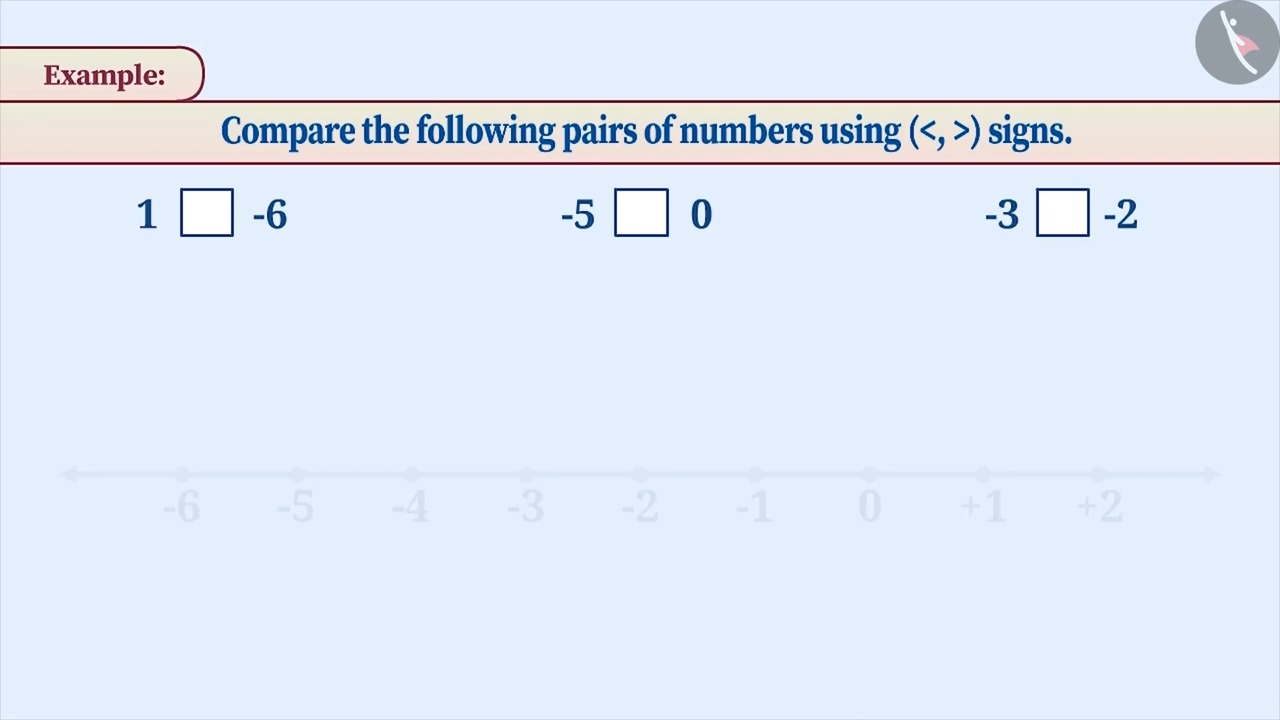 Example:
Compare the following pairs of numbers using (<, >) signs.
1 -6 -5 0 -3 -2
-6 -5 -4 -3 -2 -1 0 +1 +2